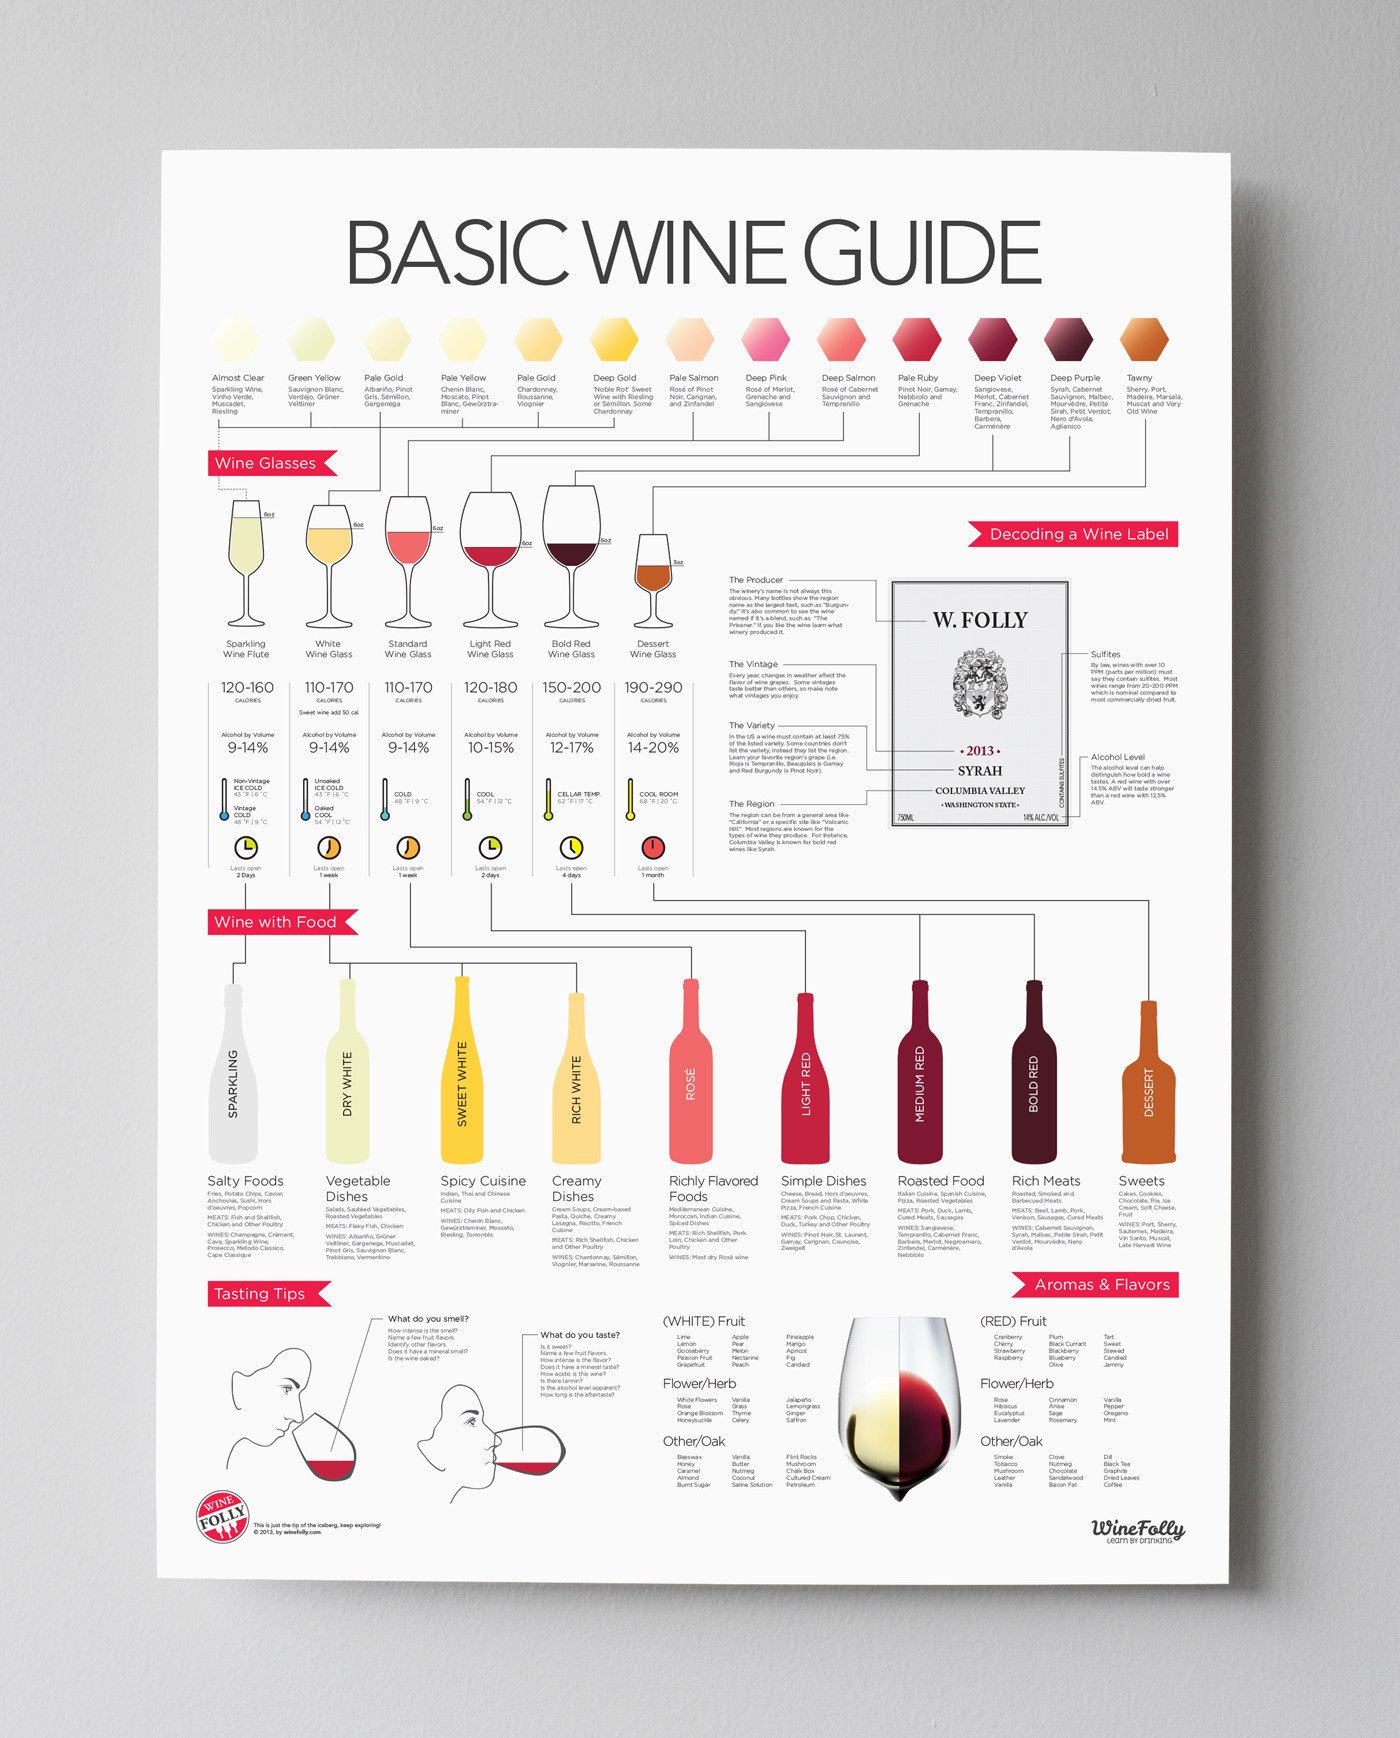 BASIC WINE GUIDE
Almost Clear
Sparkling Wine,
Vinho Verde,
Muscadet,
Riesling
Green Yellow
Sauvignon Blanc,
Verdejo, Grüner
Veltliner
Pale Gold
Albariño, Pinot
Gris, Sémillon,
Gargenega
Pale Yellow
Chenin Blanc,
Moscato, Pinot
Blanc, Gewürztra-
miner
Pale Gold
Chardonnay,
Roussanne,
Viognier
Deep Gold
'Noble Rot' Sweet
Wine with Riesling
or Sémillon. Some
Chardonnay
Pale Salmon
Rosé of Pinot
Noir, Carignan,
and Zinfandel
Deep Pink
Rosé of Merlot,
Grenache and
Sangiovese
Deep Salmon
Rosé of Cabernet
Sauvignon and
Tempranillo
Pale Ruby
Pinot Noir, Gamay,
Nebbiolo and
Grenache
Deep Violet
Sangiovese,
Merlot, Cabernet
Franc, Zinfandel,
Tempranillo,
Barbera,
Carménère
Deep Purple
Syrah, Cabernet
Sauvignon, Malbec,
Mourvèdre, Petite
Sirah, Petit Verdot,
Nero d'Avola,
Aglianico
Tawny
Sherry, Port,
Madeira, Marsala,
Muscat and Very
Old Wine
Wine Glasses
6oz
6oz
6oz
6oz
6oz
3oz
Sparkling
Wine Flute
White
Wine Glass
Standard
Wine Glass
Light Red
Wine Glass
Bold Red
Wine Glass
Dessert
Wine Glass
120-160
CALORIES
110-170
CALORIES
Sweet wine add 50 cal
110-170
CALORIES
120-180
CALORIES
150-200
CALORIES
190-290
CALORIES
Alcohol by Volume
9-14%
Alcohol by Volume
9-14%
Alcohol by Volume
9-14%
Alcohol by Volume
10-15%
Alcohol by Volume
12-17%
Alcohol by Volume
14-20%
Non-Vintage
ICE COLD
43 °F | 6 °C
Vintage
COLD
48 °F | 9 °C
Unoaked
ICE COLD
43 °F | 6 °C
Oaked
COOL
54 °F | 12 °C
COLD
48 °F | 9 °C
COOL
54 °F | 12 °C
CELLAR TEMP.
62 °F | 17 °C
COOL ROOM
68 °F | 20 °C
Lasts open
2 Days
Lasts open
1 week
Lasts open
1 week
Lasts open
2 days
Lasts open
4 days
Lasts open
1 month
Decoding a Wine Label
The Producer
The winery's name is not always this
obvious. Many bottles show the region
name as the largest text, such as "Burgun-
dy." It's also common to see the wine
named if it's a blend, such as "The
Prisoner." If you like the wine learn what
winery produced it.
The Vintage
Every year, changes in weather affect the
flavor of wine grapes. Some vintages
taste better than others, so make note
what vintages you enjoy.
The Variety
In the US a wine must contain at least 75%
of the listed variety. Some countries don't
list the variety, instead they list the region.
Learn your favorite region's grape (i.e.
Rioja is Tempranillo, Beaujolais is Gamay
and Red Burgundy is Pinot Noir).
The Region
The region can be from a general area like
"California" or a specific site like "Volcanic
Hill." Most regions are known for the
types of wine they produce. For instance,
Columbia Valley is known for bold red
wines like Syrah.
W. FOLLY
• 2013 •
SYRAH
COLUMBIA VALLEY
• WASHINGTON STATE •
750ML
14% ALC./VOL
CONTAINS SULFITES
Sulfites
By law, wines with over 10
PPM (parts per million) must
say they contain sulfites. Most
wines range from 20-200 PPM
which is nominal compared to
most commercially dried fruit.
Alcohol Level
The alcohol level can help
distinguish how bold a wine
tastes. A red wine with over
14.5% ABV will taste stronger
than a red wine with 12.5%
ABV.
Wine with Food
SPARKLING
DRY WHITE
SWEET WHITE
RICH WHITE
ROSÉ
LIGHT RED
MEDIUM RED
BOLD RED
DESSERT
Salty Foods
Fries, Potato Chips, Caviar,
Anchovies, Sushi, Hors
d'oeuvres, Popcorn
MEATS: Fish and Shellfish,
Chicken and Other Poultry
WINES: Champagne, Crémant,
Cava, Sparkling Wine,
Prosecco, Metodo Classico,
Cape Classique
Vegetable
Dishes
Salads, Sautéed Vegetables,
Roasted Vegetables
MEATS: Flaky Fish, Chicken
WINES: Albariño, Grüner
Veltliner, Gargenega, Muscadet,
Pinot Gris, Sauvignon Blanc,
Trebbiano, Vermentino
Spicy Cuisine
Indian, Thai and Chinese
Cuisine
MEATS: Oily Fish and Chicken
WINES: Chenin Blanc,
Gewürztraminer, Moscato,
Riesling, Torrontés
Creamy
Dishes
Cream Soups, Cream-based
Pasta, Quiche, Creamy
Lasagna, Risotto, French
Cuisine
MEATS: Rich Shellfish, Chicken
and Other Poultry
WINES: Chardonnay, Sémillon,
Viognier, Marsanne, Roussanne
Richly Flavored
Foods
Mediterranean Cuisine,
Moroccan, Indian Cuisine,
Spiced Dishes
MEATS: Rich Shellfish, Pork
Loin, Chicken and Other
Poultry
WINES: Most dry Rosé wine
Simple Dishes
Cheese, Bread, Hors d'oeuvres,
Cream Soups and Pasta, White
Pizza, French Cuisine
MEATS: Pork Chop, Chicken,
Duck, Turkey and Other Poultry
WINES: Pinot Noir, St. Laurent,
Gamay, Carignan, Counoise,
Zweigelt
Roasted Food
Italian Cuisine, Spanish Cuisine,
Pizza, Roasted Vegetables
MEATS: Pork, Duck, Lamb,
Cured Meats, Sausages
WINES: Sangiovese,
Tempranillo, Cabernet Franc,
Barbera, Merlot, Negroamaro,
Zinfandel, Carménère,
Nebbiolo
Rich Meats
Roasted, Smoked and
Barbecued Meats
MEATS: Beef, Lamb, Pork,
Venison, Sausages, Cured Meats
WINES: Cabernet Sauvignon,
Syrah, Malbec, Petite Sirah, Petit
Verdot, Mourvèdre, Nero
d'Avola
Sweets
Cakes, Cookies,
Chocolate, Pie, Ice
Cream, Soft Cheese,
Fruit
WINES: Port, Sherry,
Sauternes, Madeira,
Vin Santo, Muscat,
Late Harvest Wine
Tasting Tips
What do you smell?
How intense is the smell?
Name a few fruit flavors.
Identify other flavors.
Does it have a mineral smell?
Is the wine oaked?
What do you taste?
Is it sweet?
Name a few fruit flavors.
How intense is the flavor?
Does it have a mineral taste?
How acidic is this wine?
Is there tannin?
Is the alcohol level apparent?
How long is the aftertaste?
Aromas & Flavors
(WHITE) Fruit
Lime Apple Pineapple
Lemon Pear Mango
Gooseberry Melon Apricot
Passion Fruit Nectarine Fig
Grapefruit Peach Candied
Flower/Herb
White Flowers Vanilla Jalapeño
Rose Grass Lemongrass
Orange Blossom Thyme Ginger
Honeysuckle Celery Saffron
Other/Oak
Beeswax Vanilla Flint Rocks
Honey Butter Mushroom
Caramel Nutmeg Chalk Box
Almond Coconut Cultured Cream
Burnt Sugar Saline Solution Petroleum
(RED) Fruit
Cranberry Plum Tart
Cherry Black Currant Sweet
Strawberry Blackberry Stewed
Raspberry Blueberry Candied
Olive Jammy
Flower/Herb
Rose Cinnamon Vanilla
Hibiscus Anise Pepper
Eucalyptus Sage Oregano
Lavender Rosemary Mint
Other/Oak
Smoke Clove Dill
Tobacco Nutmeg Black Tea
Mushroom Chocolate Graphite
Leather Sandalwood Dried Leaves
Vanilla Bacon Fat Coffee
WINE
FOLLY
This is just the tip of the iceberg, keep exploring!
© 2013, by winefolly.com
WineFolly
LEARN BY DRINKING.